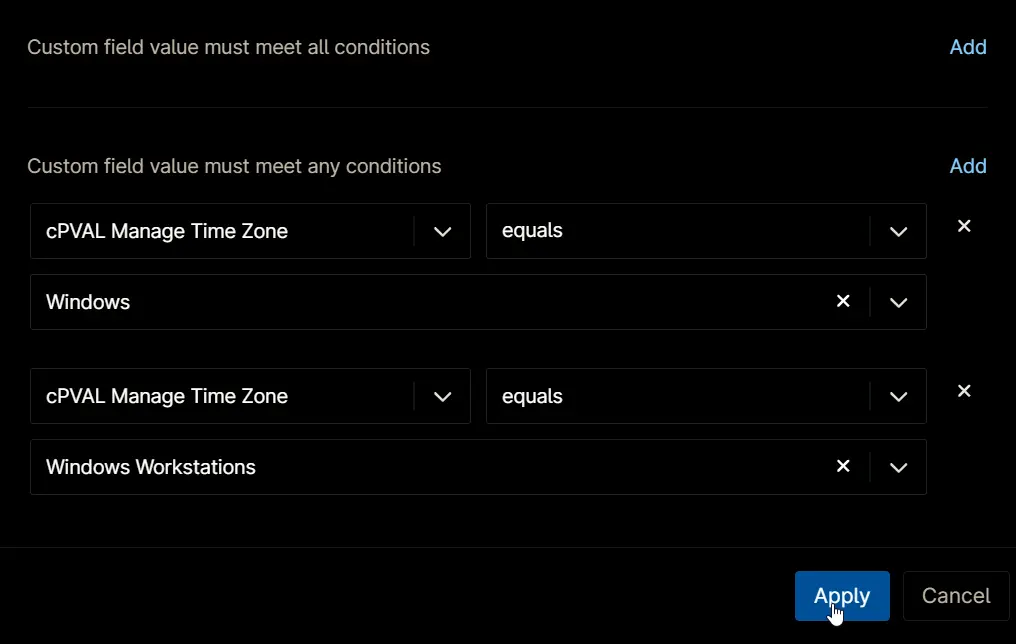 Custom field value must meet all conditions Add
Custom field value must meet any conditions Add
cPVAL Manage Time Zone equals
Windows
cPVAL Manage Time Zone equals
Windows Workstations
Apply Cancel